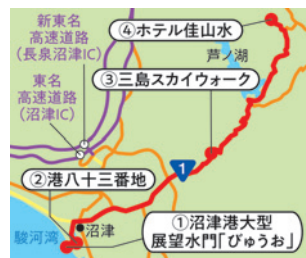 新東名
高速道路
(長泉沼津IC)
④ホテル佳山水
芦ノ湖
③三島スカイウォーク
東名
高速道路
(沼津IC)
1
②港八十三番地
沼津
①沼津港大型
展望水門「びゅうお」
駿河湾